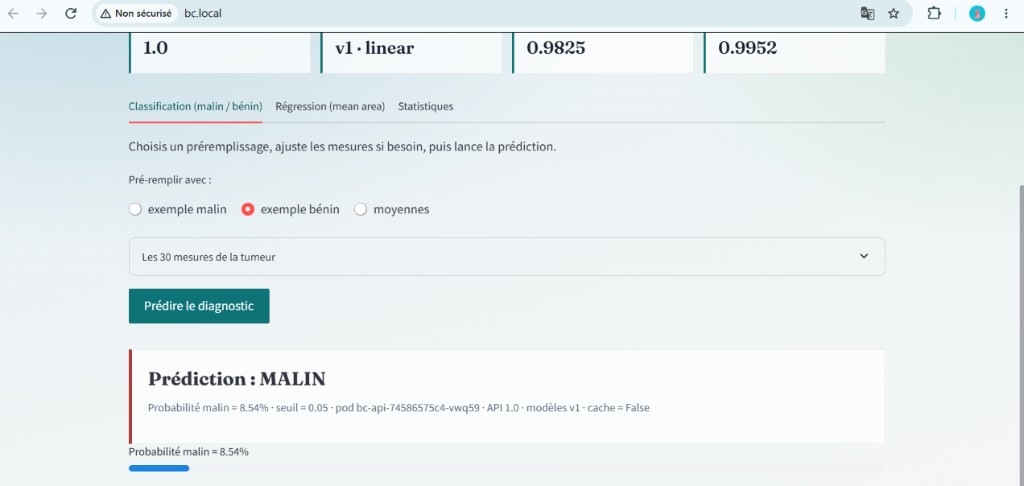 Non sécurisé bc.local
1.0 v1 · linear 0.9825 0.9952
Classification (malin / bénin) Régression (mean area) Statistiques
Choisis un préremplissage, ajuste les mesures si besoin, puis lance la prédiction.
Pré-remplir avec :
exemple malin exemple bénin moyennes
Les 30 mesures de la tumeur
Prédire le diagnostic
Prédiction : MALIN
Probabilité malin = 8.54% · seuil = 0.05 · pod bc-api-74586575c4-vwq59 · API 1.0 · modèles v1 · cache = False
Probabilité malin = 8.54%